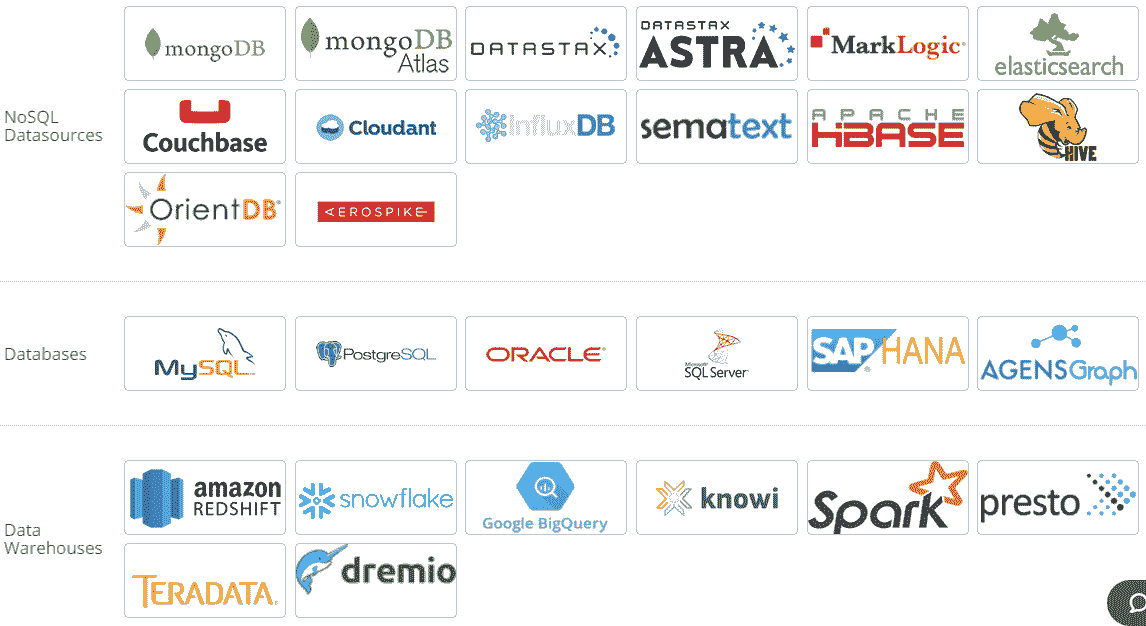 mongoDB
mongoDB
Atlas
DATASTAX
DATASTAX
ASTRA
MarkLogic
elasticsearch
NoSQL
Datasources
Couchbase
Cloudant
influxDB
sematext
APACHE
HBASE
HIVE
OrientDB
AEROSPIKE
Databases
MySQL
PostgreSQL
ORACLE
Microsoft
SQL Server
SAP HANA
AGENSGraph
Data
Warehouses
amazon
REDSHIFT
snowflake
Google BigQuery
knowi
Spark
presto
TERADATA
dremio